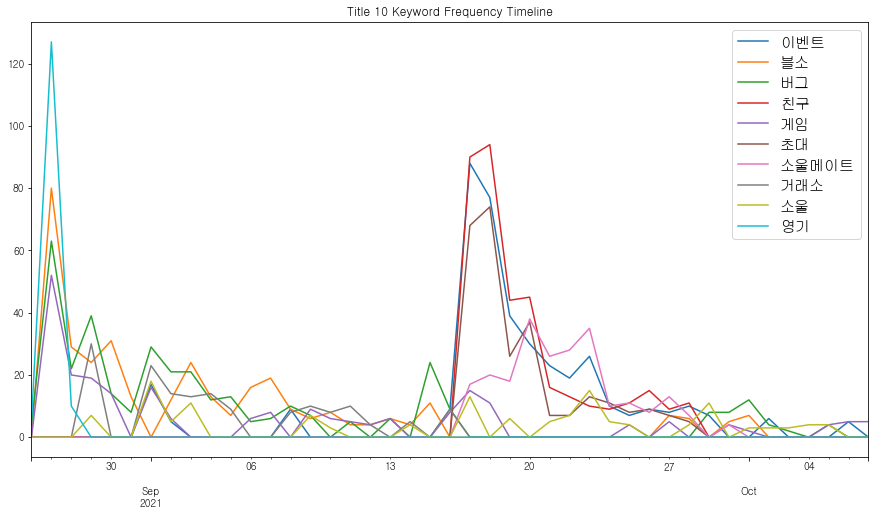 Title 10 Keyword Frequency Timeline
이벤트
블소
버그
친구
게임
초대
소울메이트
거래소
소울
영기
120
100
80
60
40
20
0
30 06 13 20 27 04
Sep Oct
2021